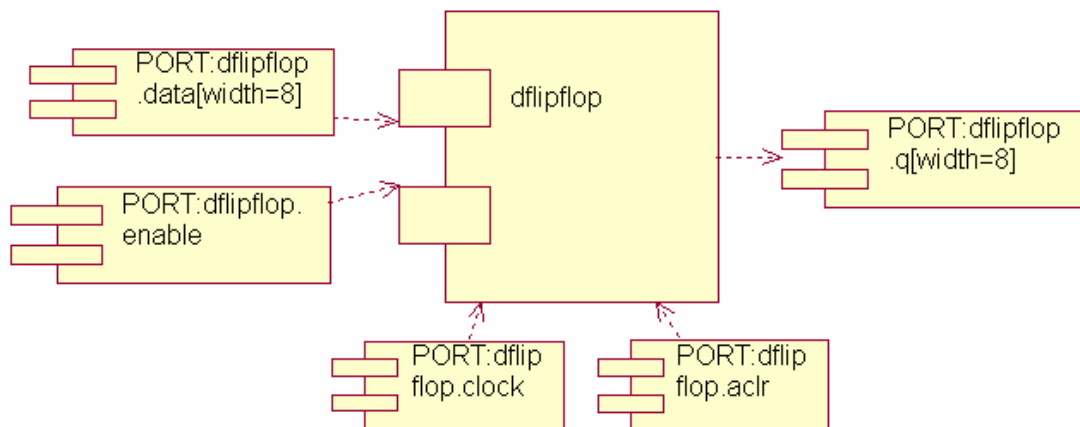 PORT:dflipflop
.data[width=8]
dflipflop
PORT:dflipflop
.q[width=8]
PORT:dflipflop.
enable
PORT:dflip
flop.clock
PORT:dflip
flop.aclr